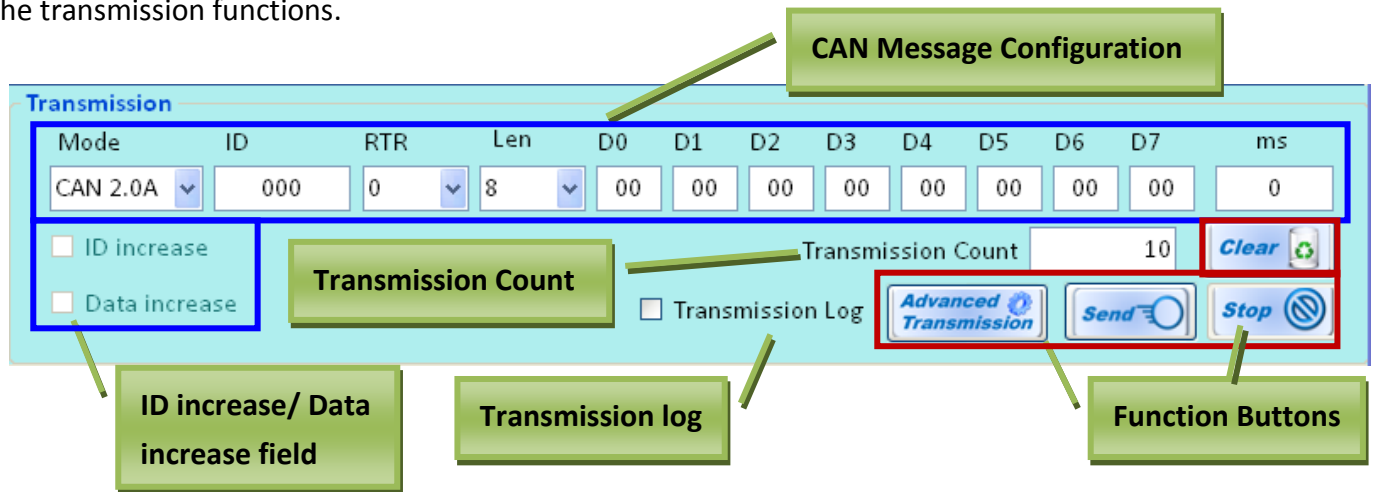 he transmission functions.
CAN Message Configuration
Transmission
Mode ID RTR Len D0 D1 D2 D3 D4 D5 D6 D7 ms
CAN 2.0A 000 0 8 00 00 00 00 00 00 00 00 0
ID increase
Transmission Count
Transmission Count 10
Clear
Data increase
Transmission Log
Advanced
Transmission
Send
Stop
ID increase/ Data
increase field
Transmission log
Function Buttons